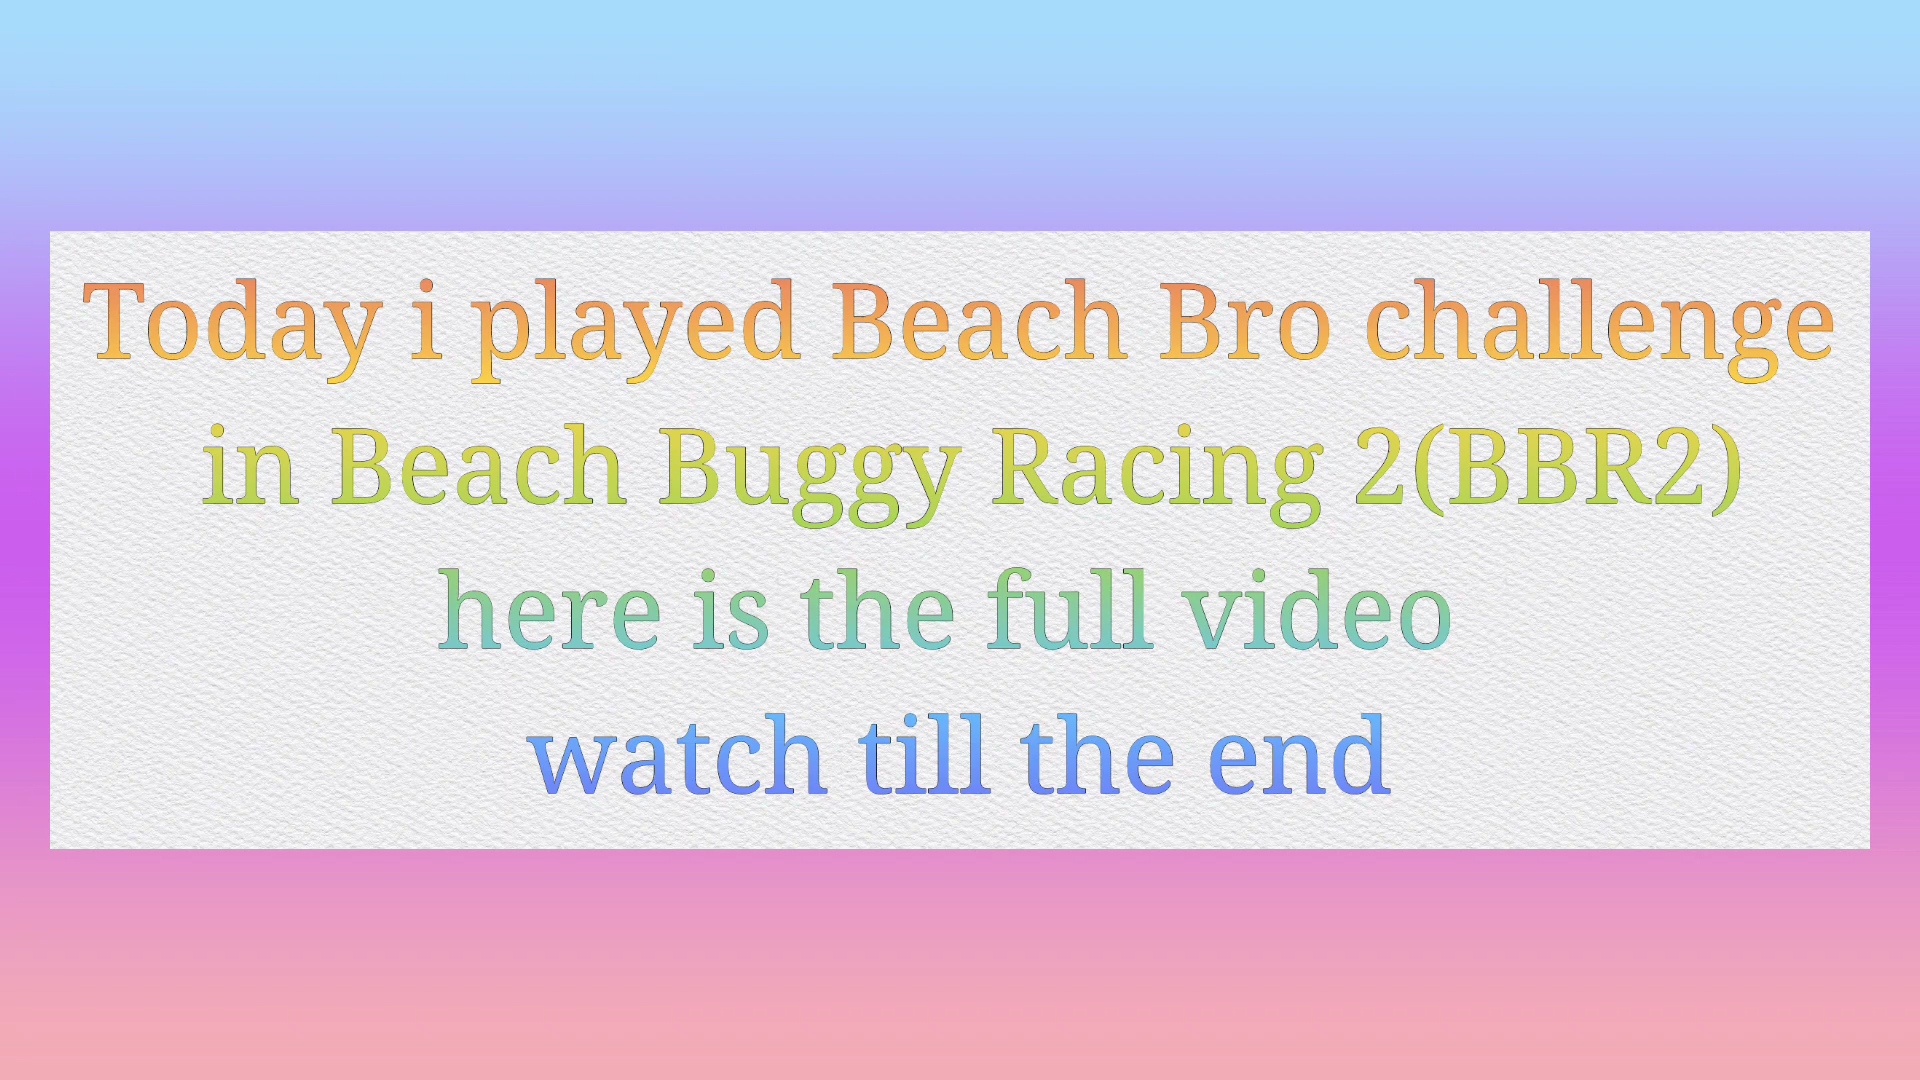 Today i played Beach Bro challenge
in Beach Buggy Racing 2(BBR2)
here is the full video
watch till the end